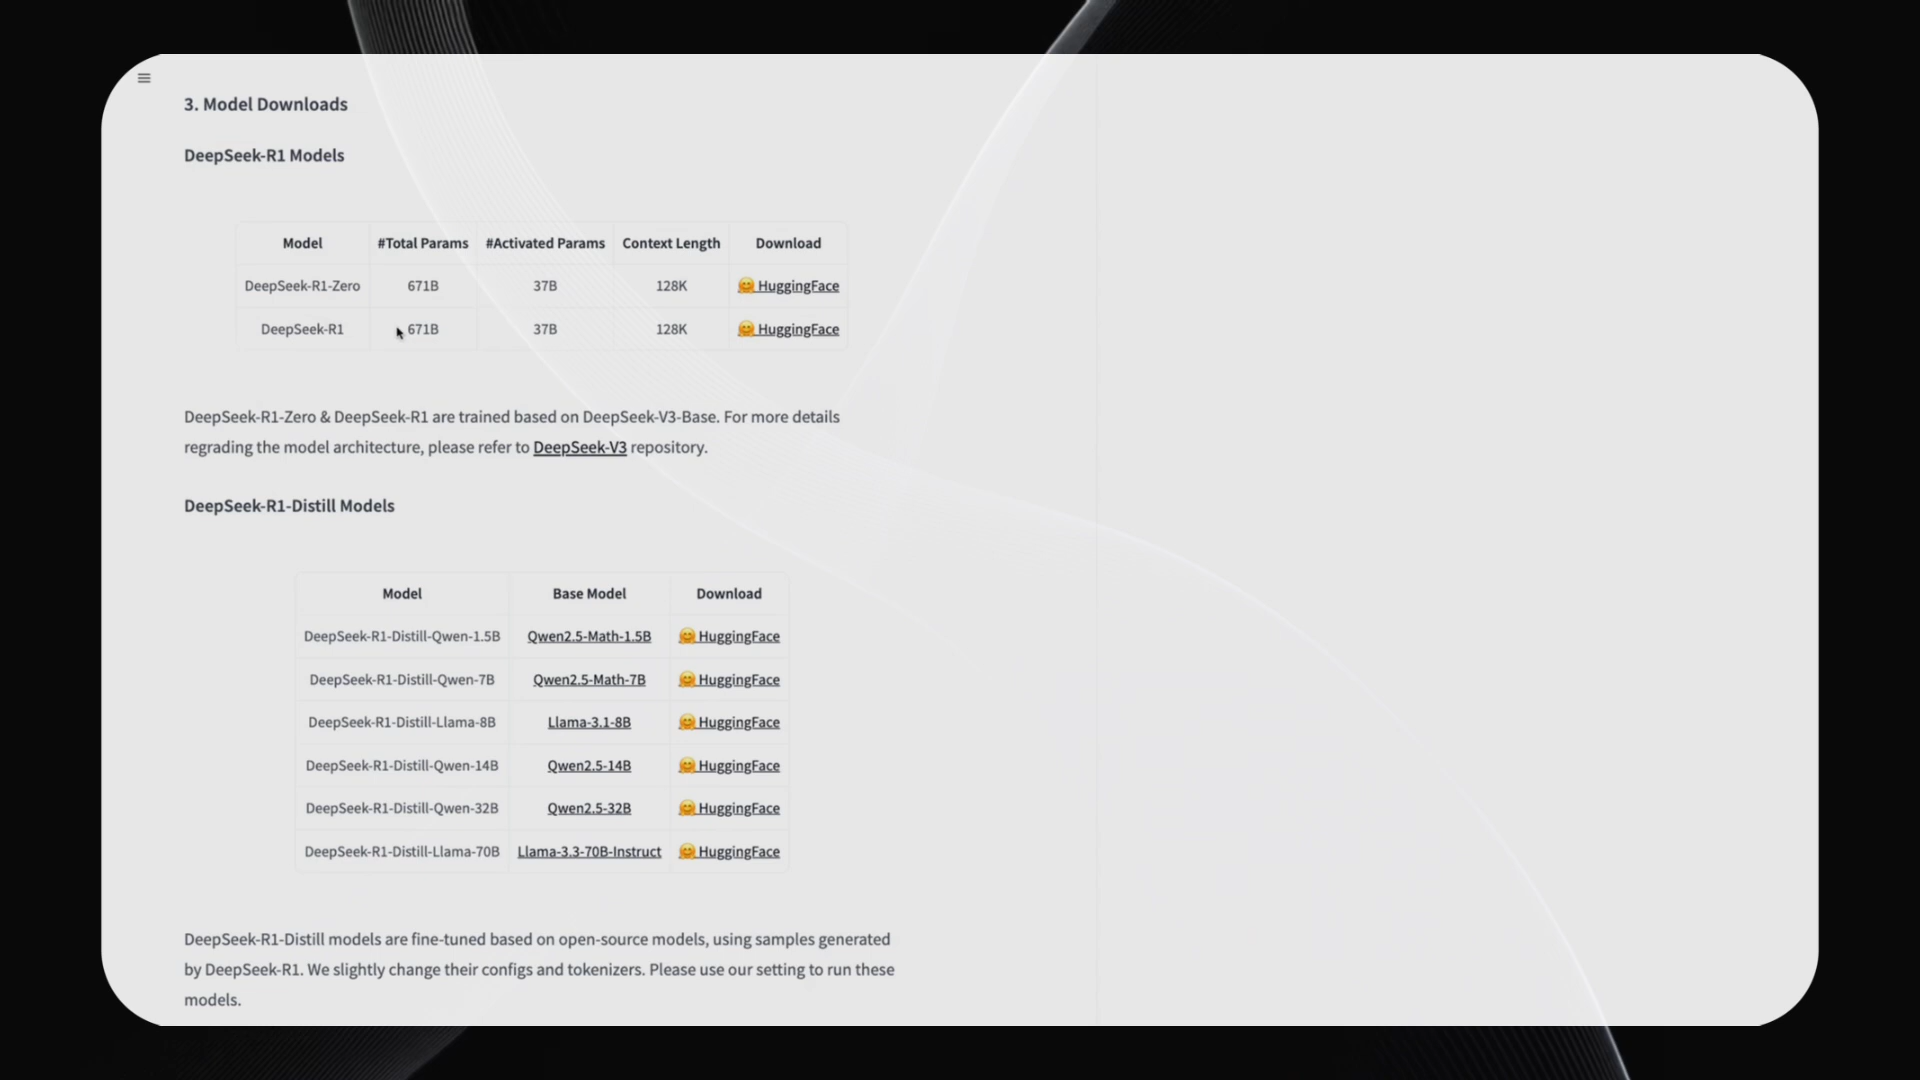 3. Model Downloads
DeepSeek-R1 Models
Model #Total Params #Activated Params Context Length Download
DeepSeek-R1-Zero 671B 37B 128K 🤗 HuggingFace
DeepSeek-R1 671B 37B 128K 🤗 HuggingFace
DeepSeek-R1-Zero & DeepSeek-R1 are trained based on DeepSeek-V3-Base. For more details
regrading the model architecture, please refer to DeepSeek-V3 repository.
DeepSeek-R1-Distill Models
Model Base Model Download
DeepSeek-R1-Distill-Qwen-1.5B Qwen2.5-Math-1.5B 🤗 HuggingFace
DeepSeek-R1-Distill-Qwen-7B Qwen2.5-Math-7B 🤗 HuggingFace
DeepSeek-R1-Distill-Llama-8B Llama-3.1-8B 🤗 HuggingFace
DeepSeek-R1-Distill-Qwen-14B Qwen2.5-14B 🤗 HuggingFace
DeepSeek-R1-Distill-Qwen-32B Qwen2.5-32B 🤗 HuggingFace
DeepSeek-R1-Distill-Llama-70B Llama-3.3-70B-Instruct 🤗 HuggingFace
DeepSeek-R1-Distill models are fine-tuned based on open-source models, using samples generated
by DeepSeek-R1. We slightly change their configs and tokenizers. Please use our setting to run these
models.